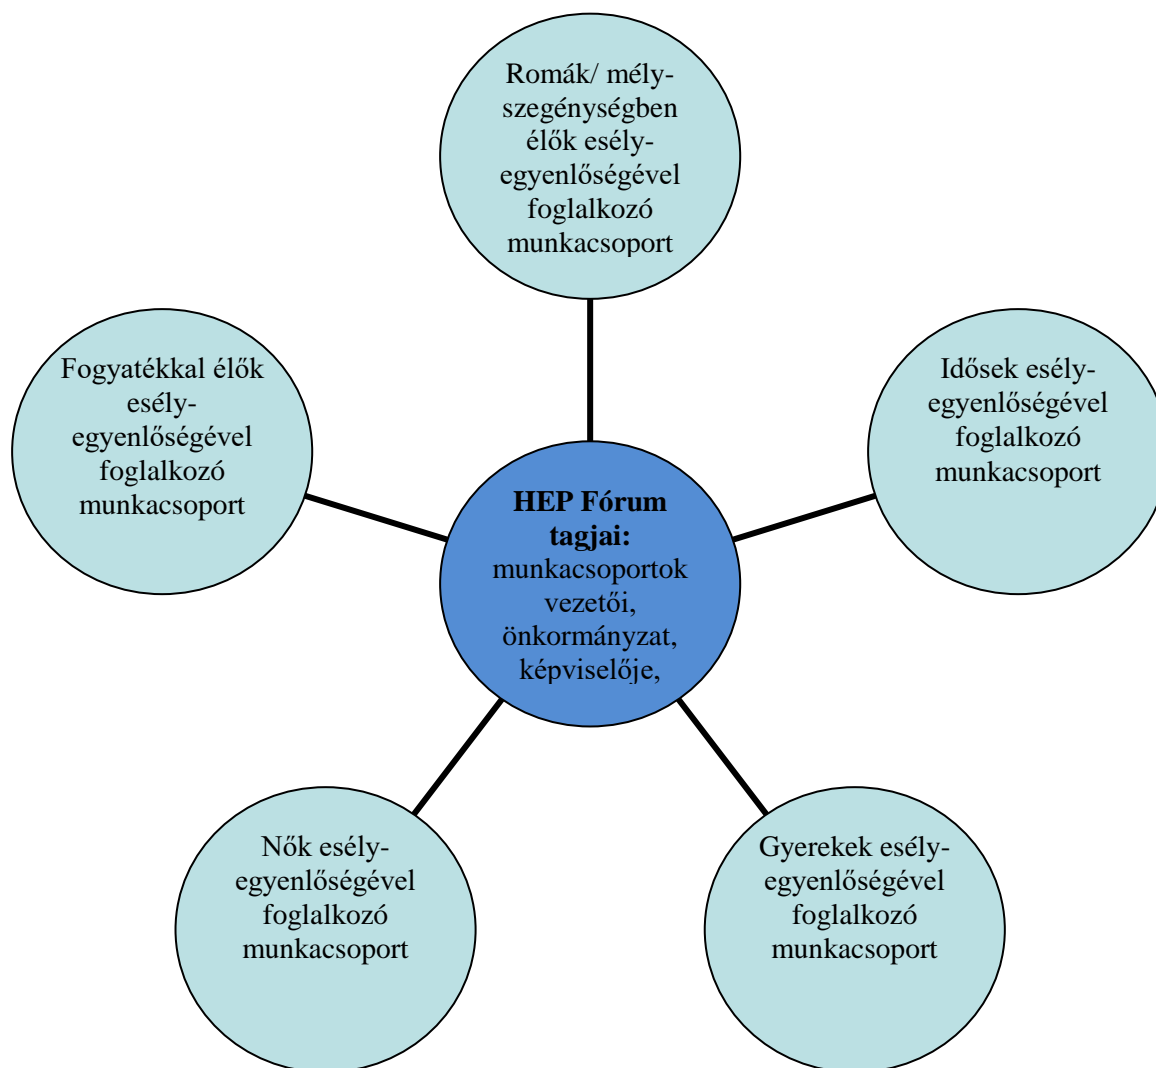 Romák/ mély-
szegénységben
élők esély-
egyenlőségével
foglalkozó
munkacsoport
Fogyatékkal élők
esély-
egyenlőségével
foglalkozó
munkacsoport
Idősek esély-
egyenlőségével
foglalkozó
munkacsoport
HEP Fórum
tagjai:
munkacsoportok
vezetői,
önkormányzat,
képviselője,
Nők esély-
egyenlőségével
foglalkozó
munkacsoport
Gyerekek esély-
egyenlőségével
foglalkozó
munkacsoport